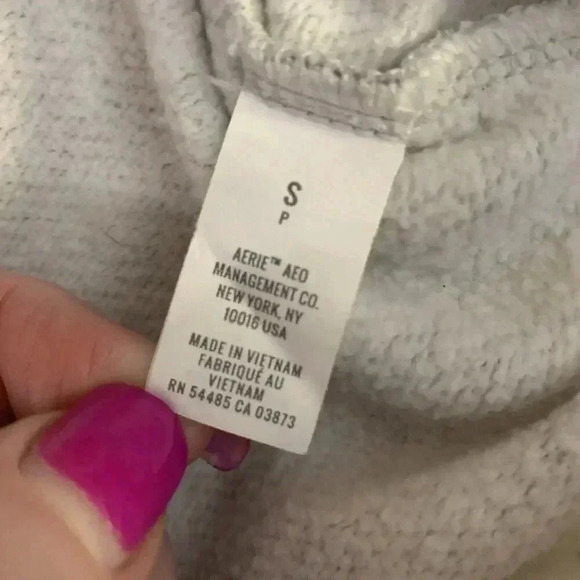 S
P
AERIE™ AEO
MANAGEMENT CO.
NEW YORK, NY
10016 USA
MADE IN VIETNAM
FABRIQUÉ AU
VIETNAM
RN 54485 CA 03873